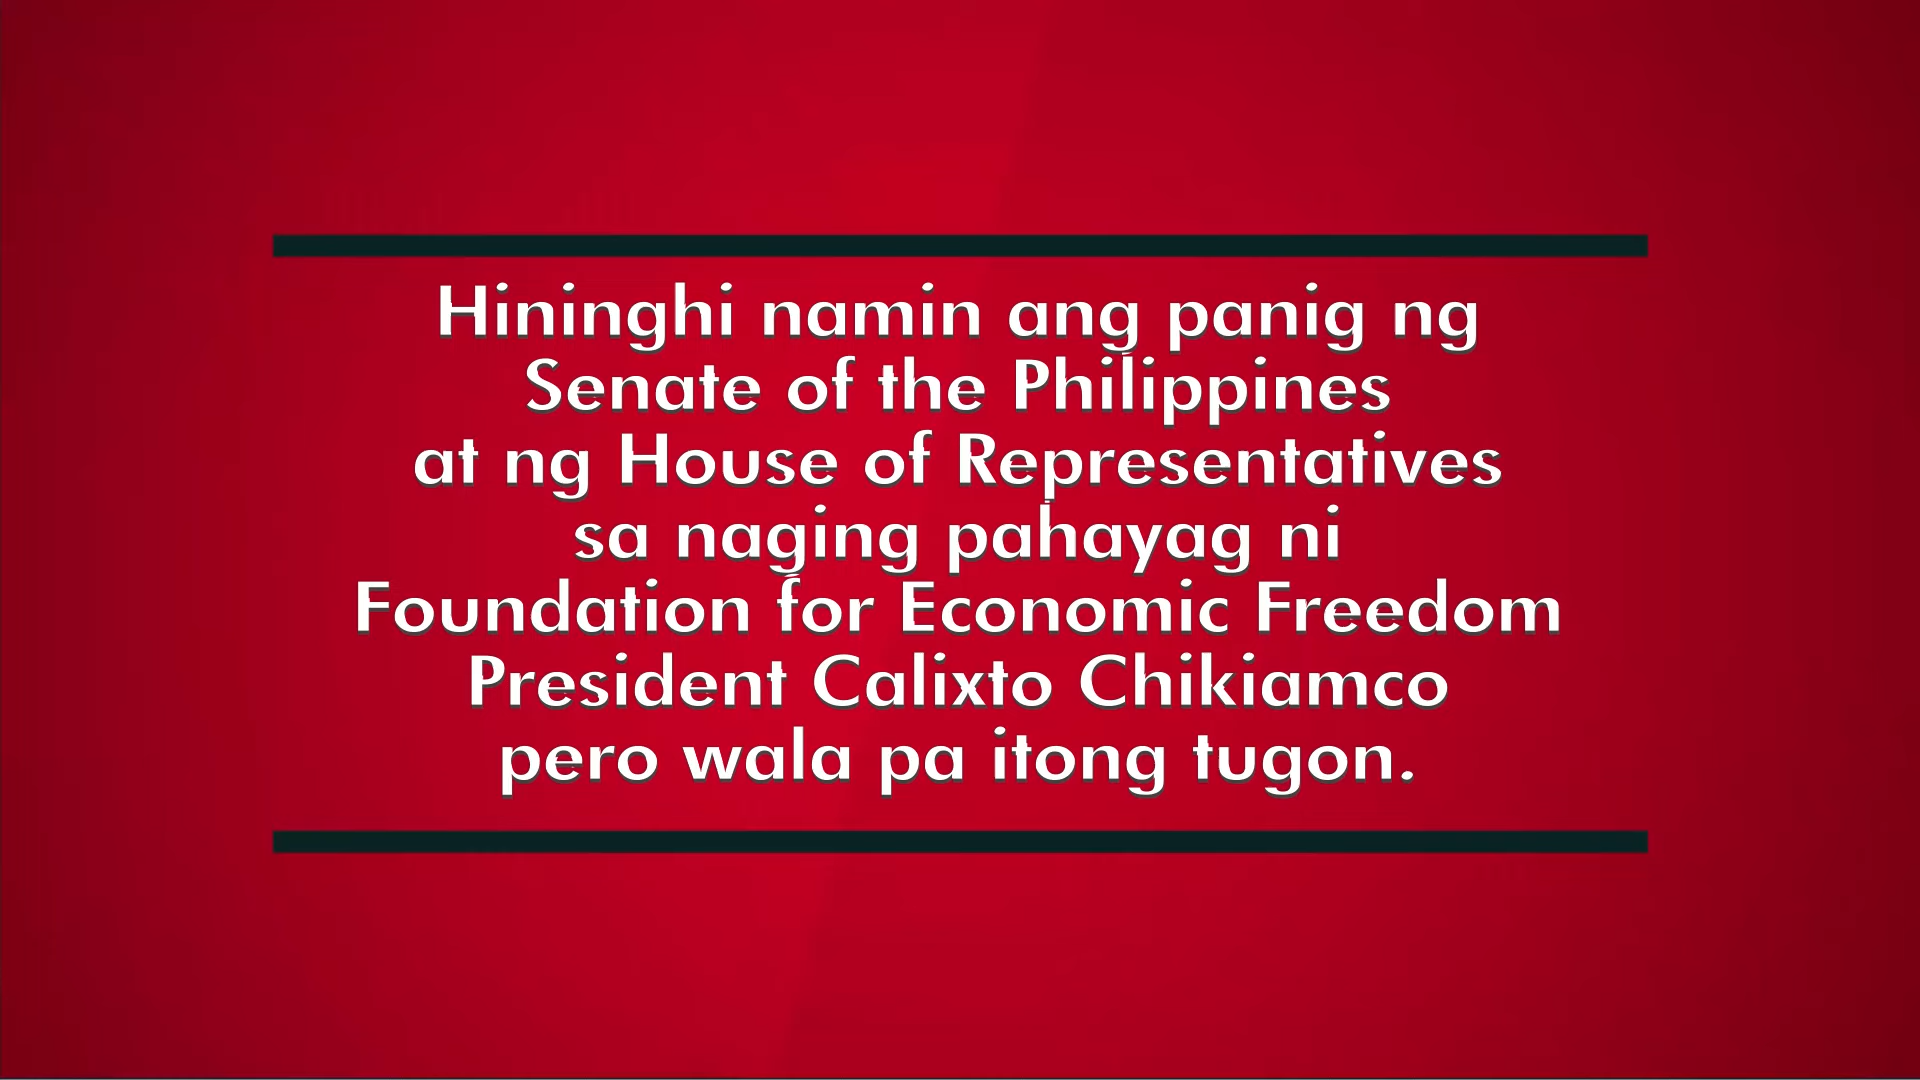 Hininghi namin ang panig ng
Senate of the Philippines
at ng House of Representatives
sa naging pahayag ni
Foundation for Economic Freedom
President Calixto Chikiamco
pero wala pa itong tugon.